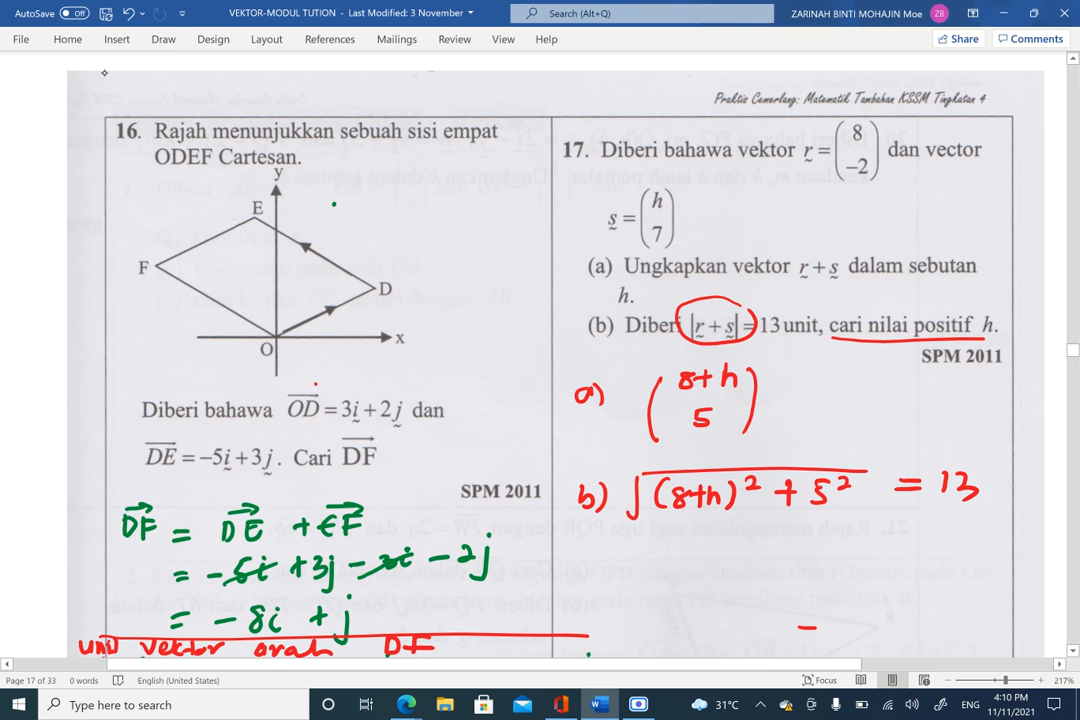 AutoSave Off VEKTOR-MODUL TUTION - Last Modified: 3 November Search (Alt+Q) ZARINAH BINTI MOHAJIN Moe ZB
File Home Insert Draw Design Layout References Mailings Review View Help Share Comments
Praktis Cemerlang: Matematik Tambahan KSSM Tingkatan 4
16. Rajah menunjukkan sebuah sisi empat
ODEF Cartesan.
y
E
F
D
x
O
Diberi bahawa OD = 3i + 2j dan
DE = -5i + 3j. Cari DF
SPM 2011
DF = DE + EF
= -5i + 3j - 3i - 2j
= -8i + j
unit vektor arah DF
17. Diberi bahawa vektor r = (8 -2) dan vector
s = (h 7)
(a) Ungkapkan vektor r + s dalam sebutan
h.
(b) Diberi |r + s| = 13 unit, cari nilai positif h.
SPM 2011
a) (8+h 5)
b) √(8+h)² + 5² = 13
Page 17 of 33 0 words English (United States) Focus 217%
Type here to search 31°C ENG 4:10 PM
11/11/2021